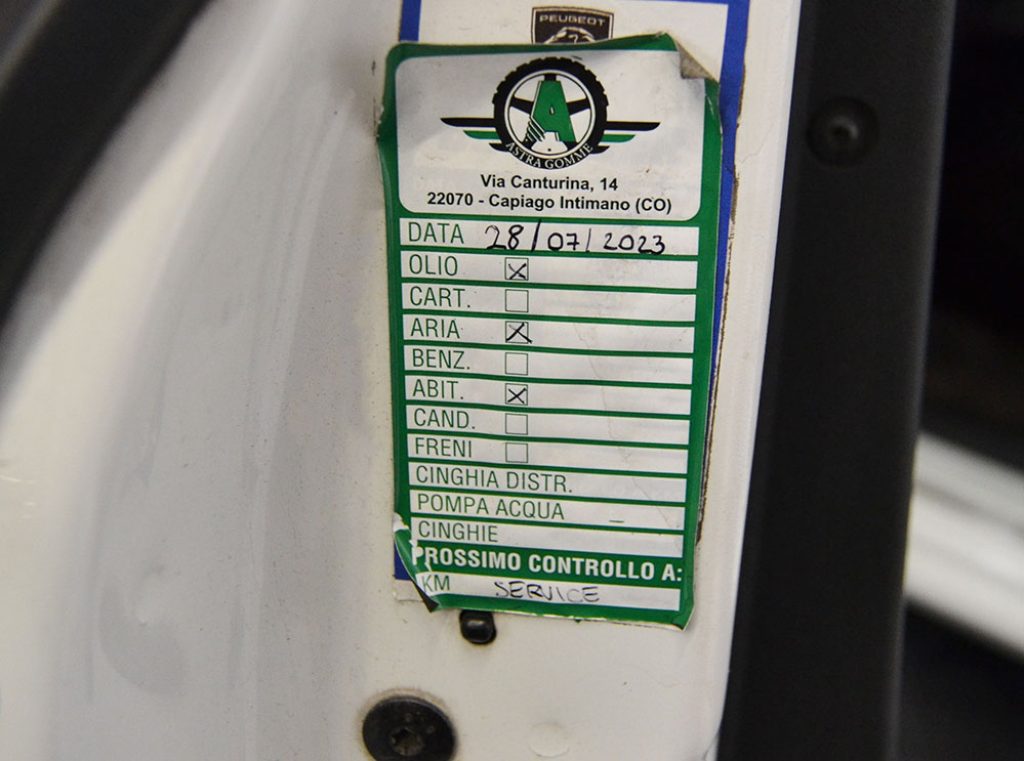 PEUGEOT
A
ASTRA GOMME
Via Canturina, 14
22070 - Capiago Intimano (CO)
DATA 28/07/2023
OLIO
CART.
ARIA
BENZ.
ABIT.
CAND.
FRENI
CINGHIA DISTR.
POMPA ACQUA
CINGHIE
PROSSIMO CONTROLLO A:
KM SERVICE